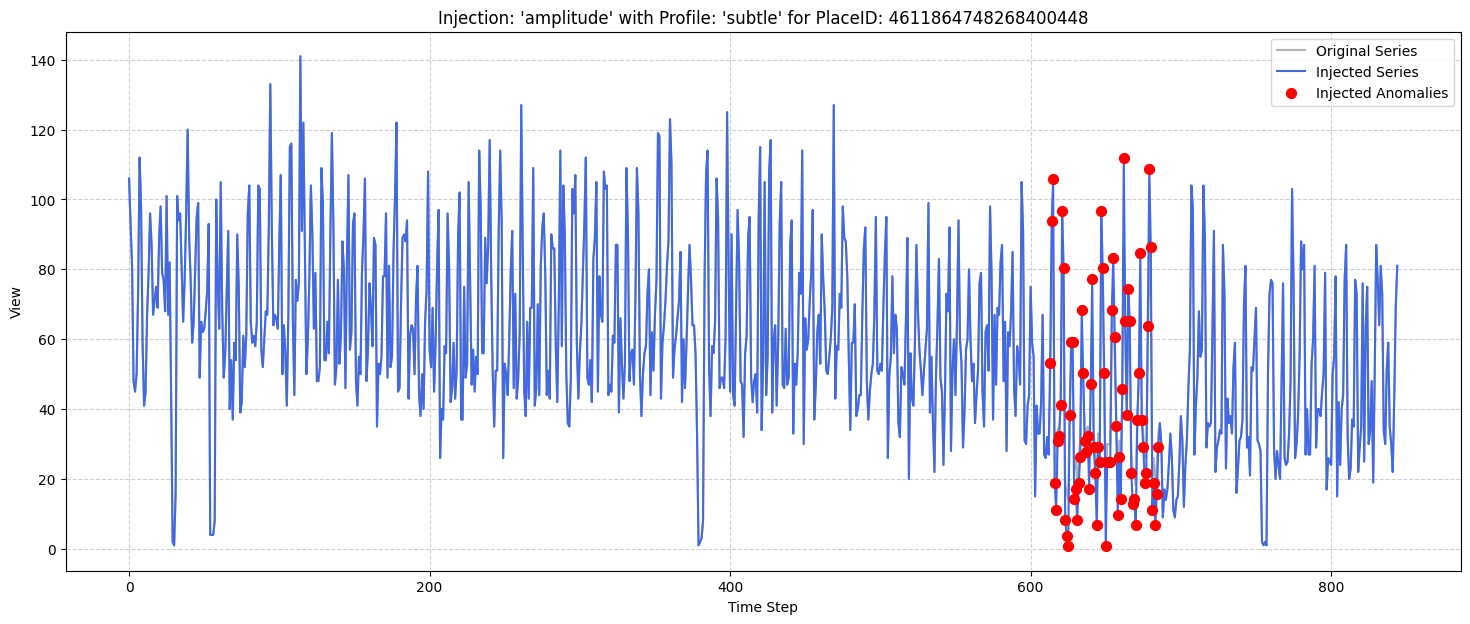 Injection: 'amplitude' with Profile: 'subtle' for PlaceID: 4611864748268400448
Original Series
Injected Series
Injected Anomalies
View
140
120
100
80
60
40
20
0
0
200
400
600
800
Time Step